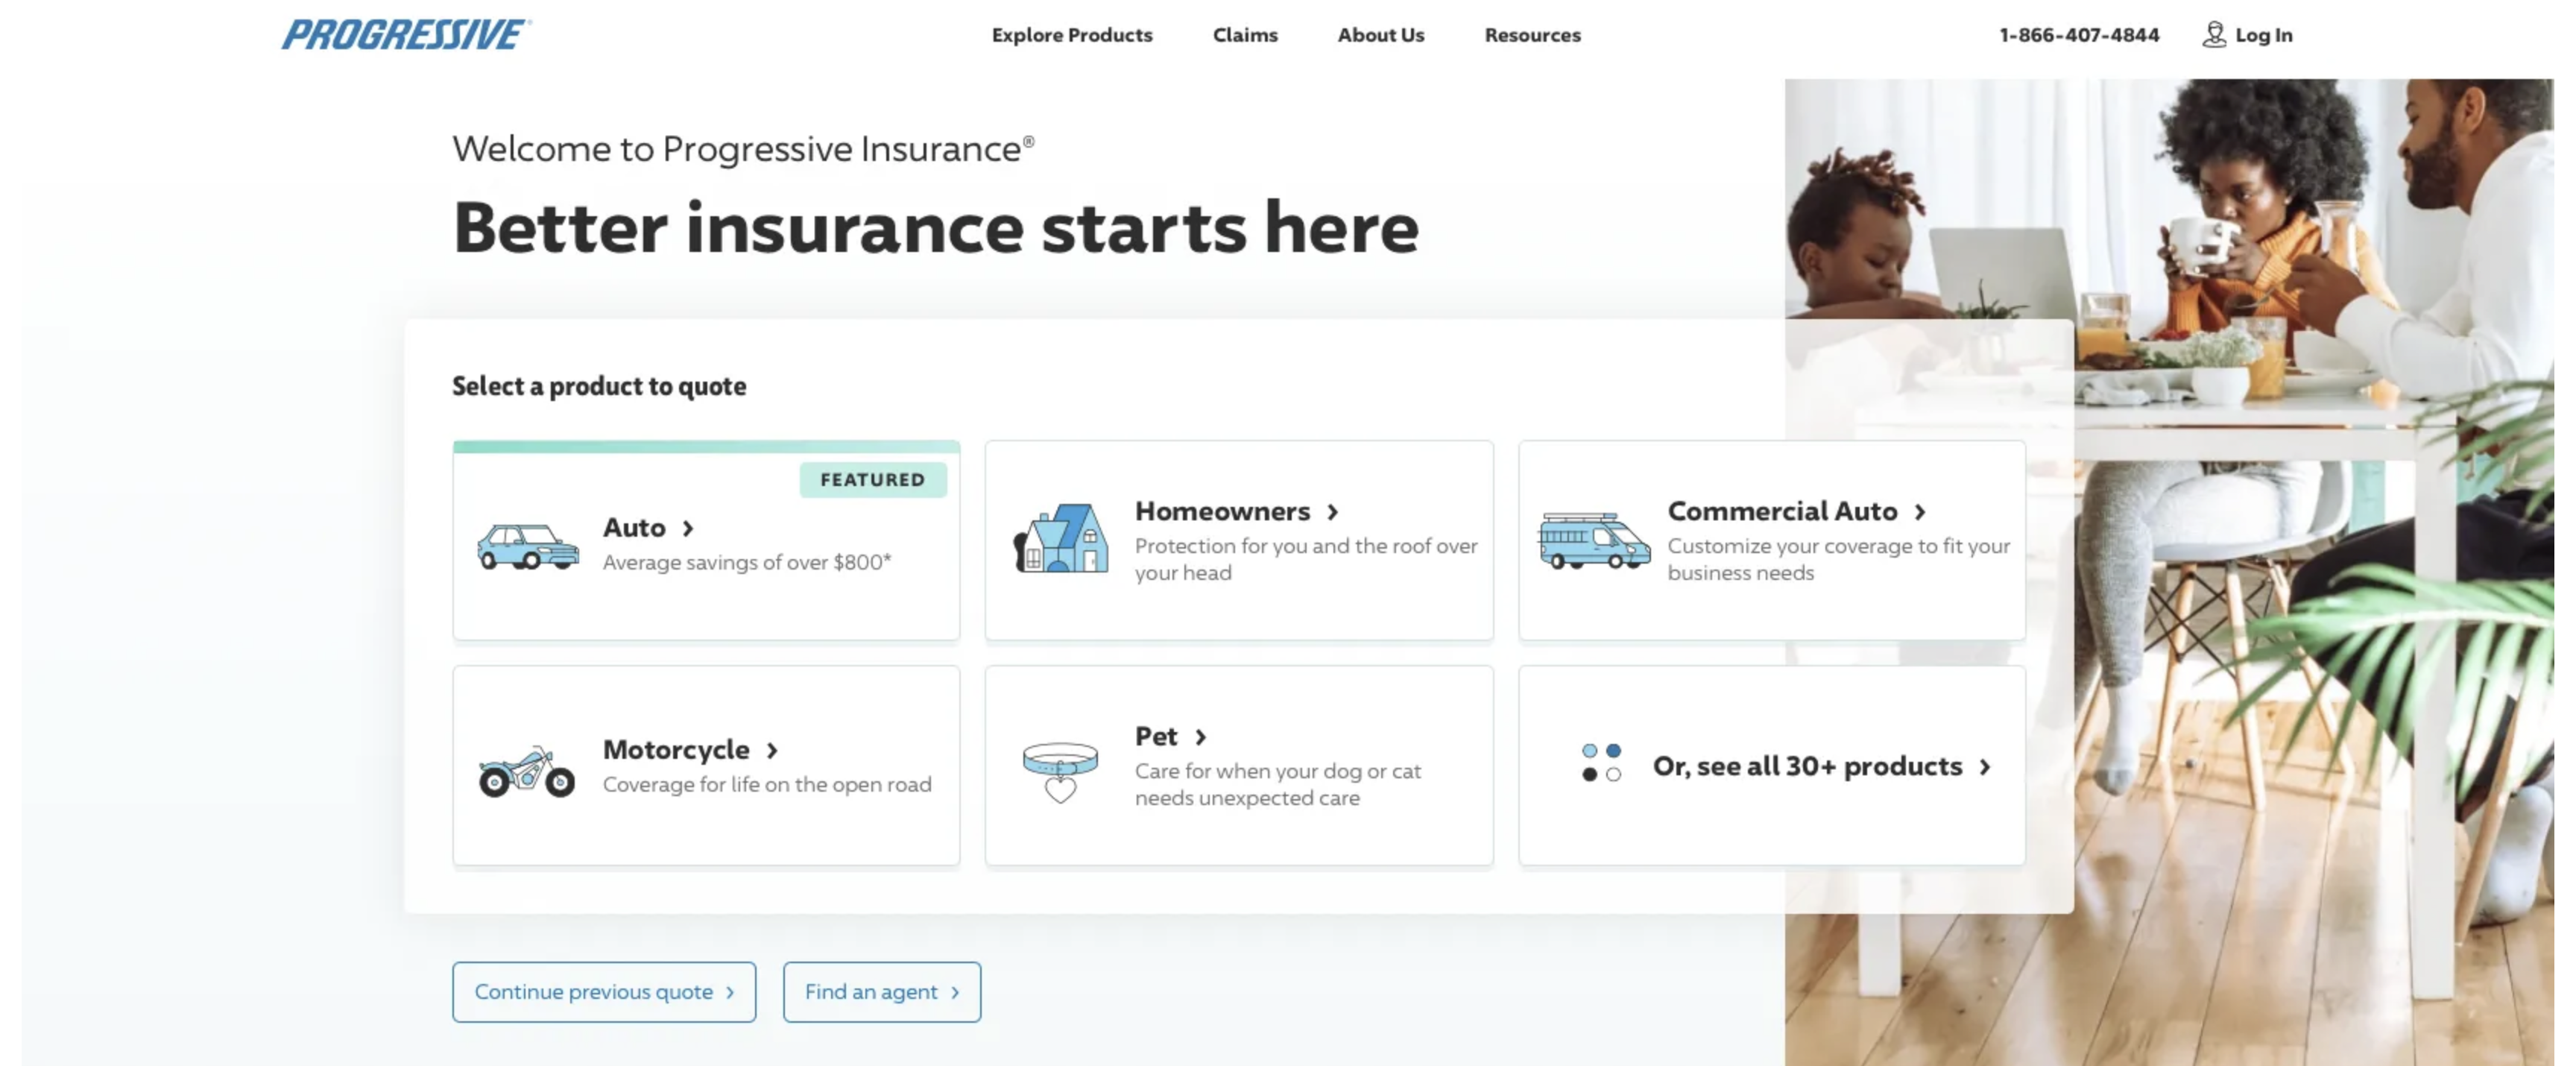 PROGRESSIVE®
Explore Products
Claims
About Us
Resources
1-866-407-4844
Log In
Welcome to Progressive Insurance®
Better insurance starts here
Select a product to quote
FEATURED
Auto >
Average savings of over $800*
Homeowners >
Protection for you and the roof over
your head
Commercial Auto >
Customize your coverage to fit your
business needs
Motorcycle >
Coverage for life on the open road
Pet >
Care for when your dog or cat
needs unexpected care
Or, see all 30+ products >
Continue previous quote >
Find an agent >